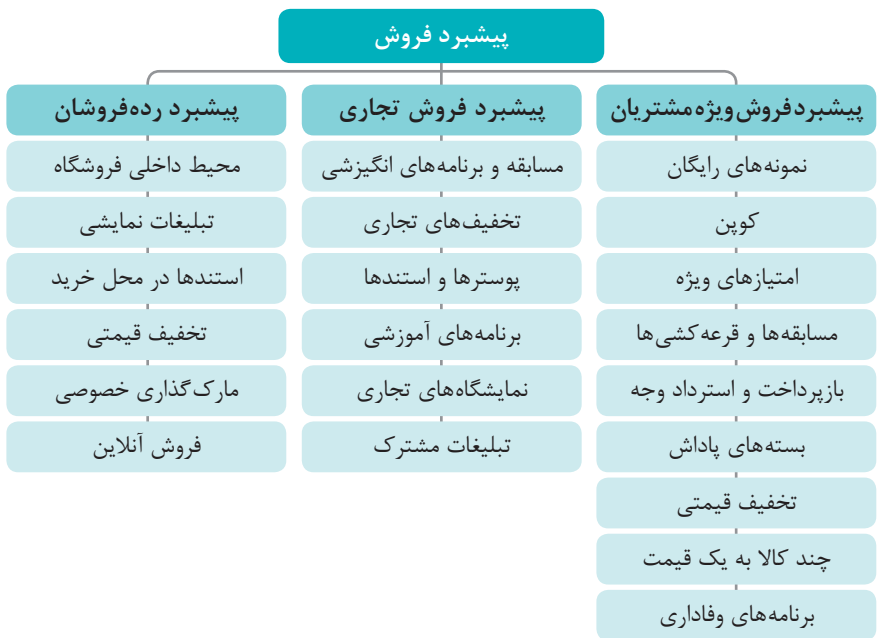 پیشبرد فروش
پیشبرد فروش ویژه مشتریان
نمونه‌های رایگان
کوپن
امتیازهای ویژه
مسابقه‌ها و قرعه‌کشی‌ها
بازپرداخت و استرداد وجه
بسته‌های پاداش
تخفیف قیمتی
چند کالا به یک قیمت
برنامه‌های وفاداری
پیشبرد فروش تجاری
مسابقه و برنامه‌های انگیزشی
تخفیف‌های تجاری
پوسترها و استندها
برنامه‌های آموزشی
نمایشگاه‌های تجاری
تبلیغات مشترک
پیشبرد رده‌فروشان
محیط داخلی فروشگاه
تبلیغات نمایشی
استندها در محل خرید
تخفیف قیمتی
مارک‌گذاری خصوصی
فروش آنلاین